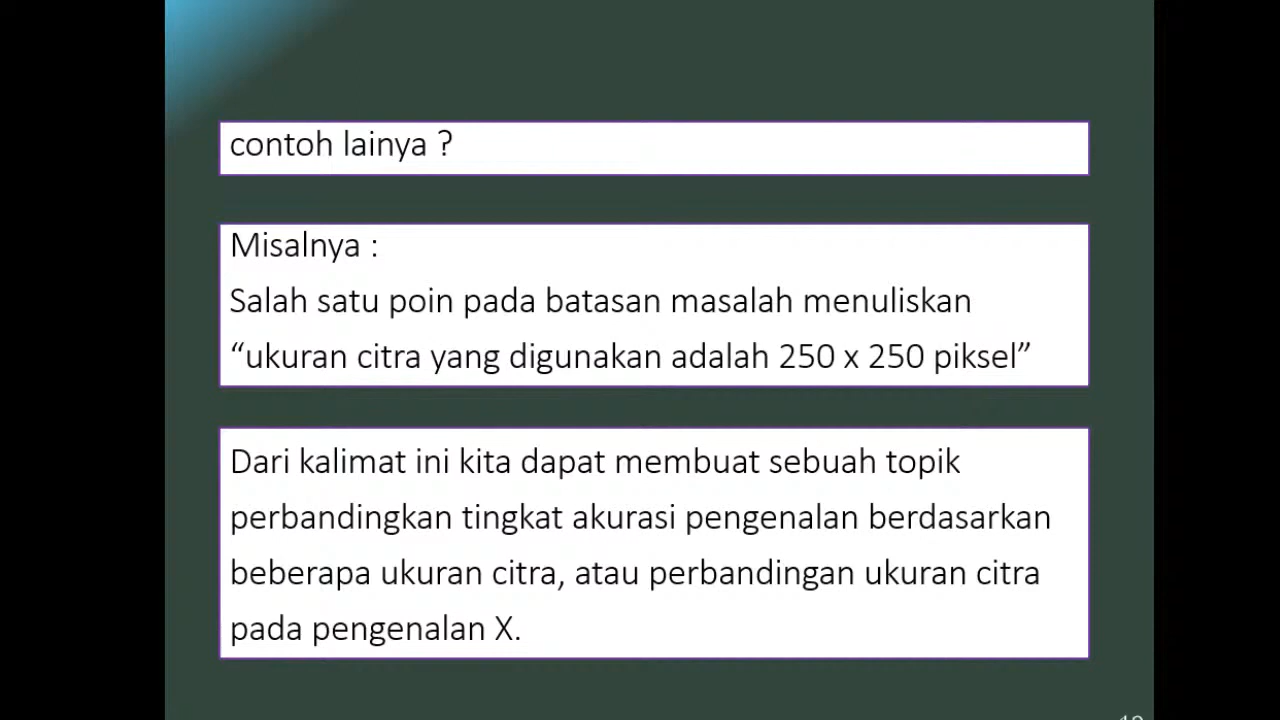 contoh lainya ?
Misalnya :
Salah satu poin pada batasan masalah menuliskan
“ukuran citra yang digunakan adalah 250 x 250 piksel”
Dari kalimat ini kita dapat membuat sebuah topik
perbandingkan tingkat akurasi pengenalan berdasarkan
beberapa ukuran citra, atau perbandingan ukuran citra
pada pengenalan X.